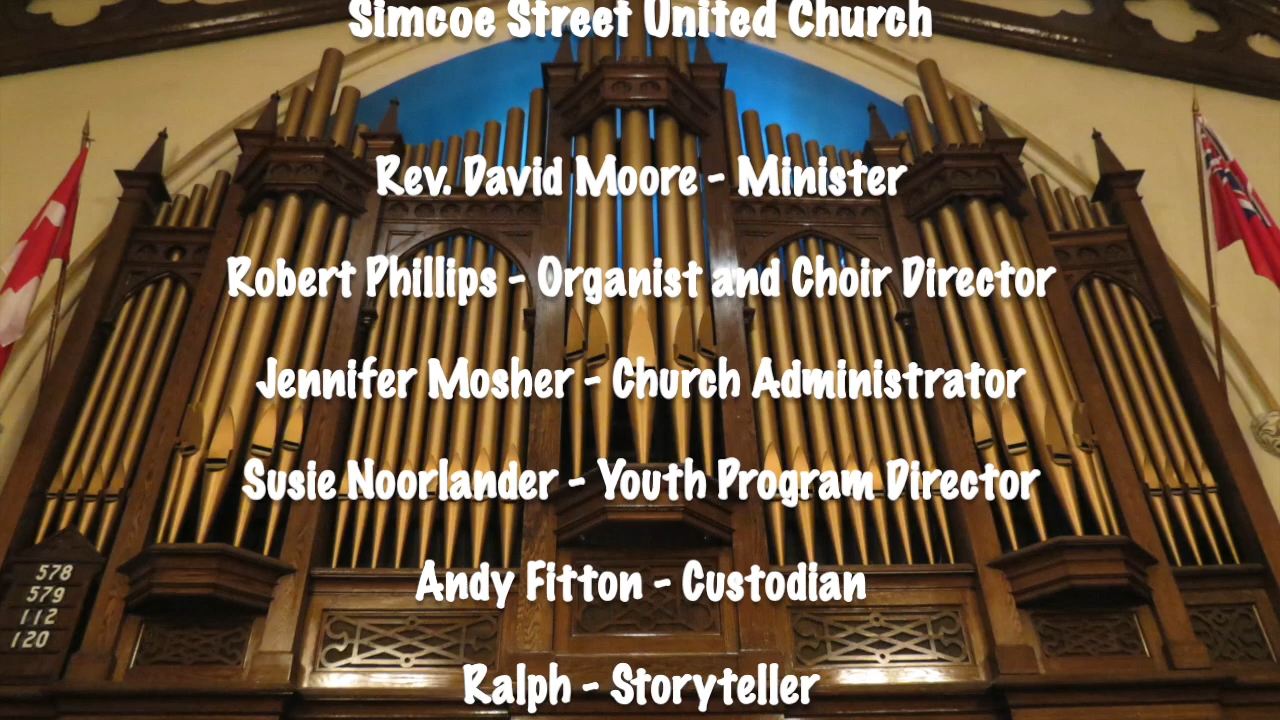 Simcoe Street United Church
Rev. David Moore - Minister
Robert Phillips - Organist and Choir Director
Jennifer Mosher - Church Administrator
Susie Noorlander - Youth Program Director
Andy Fitton - Custodian
Ralph - Storyteller
578
579
112
120